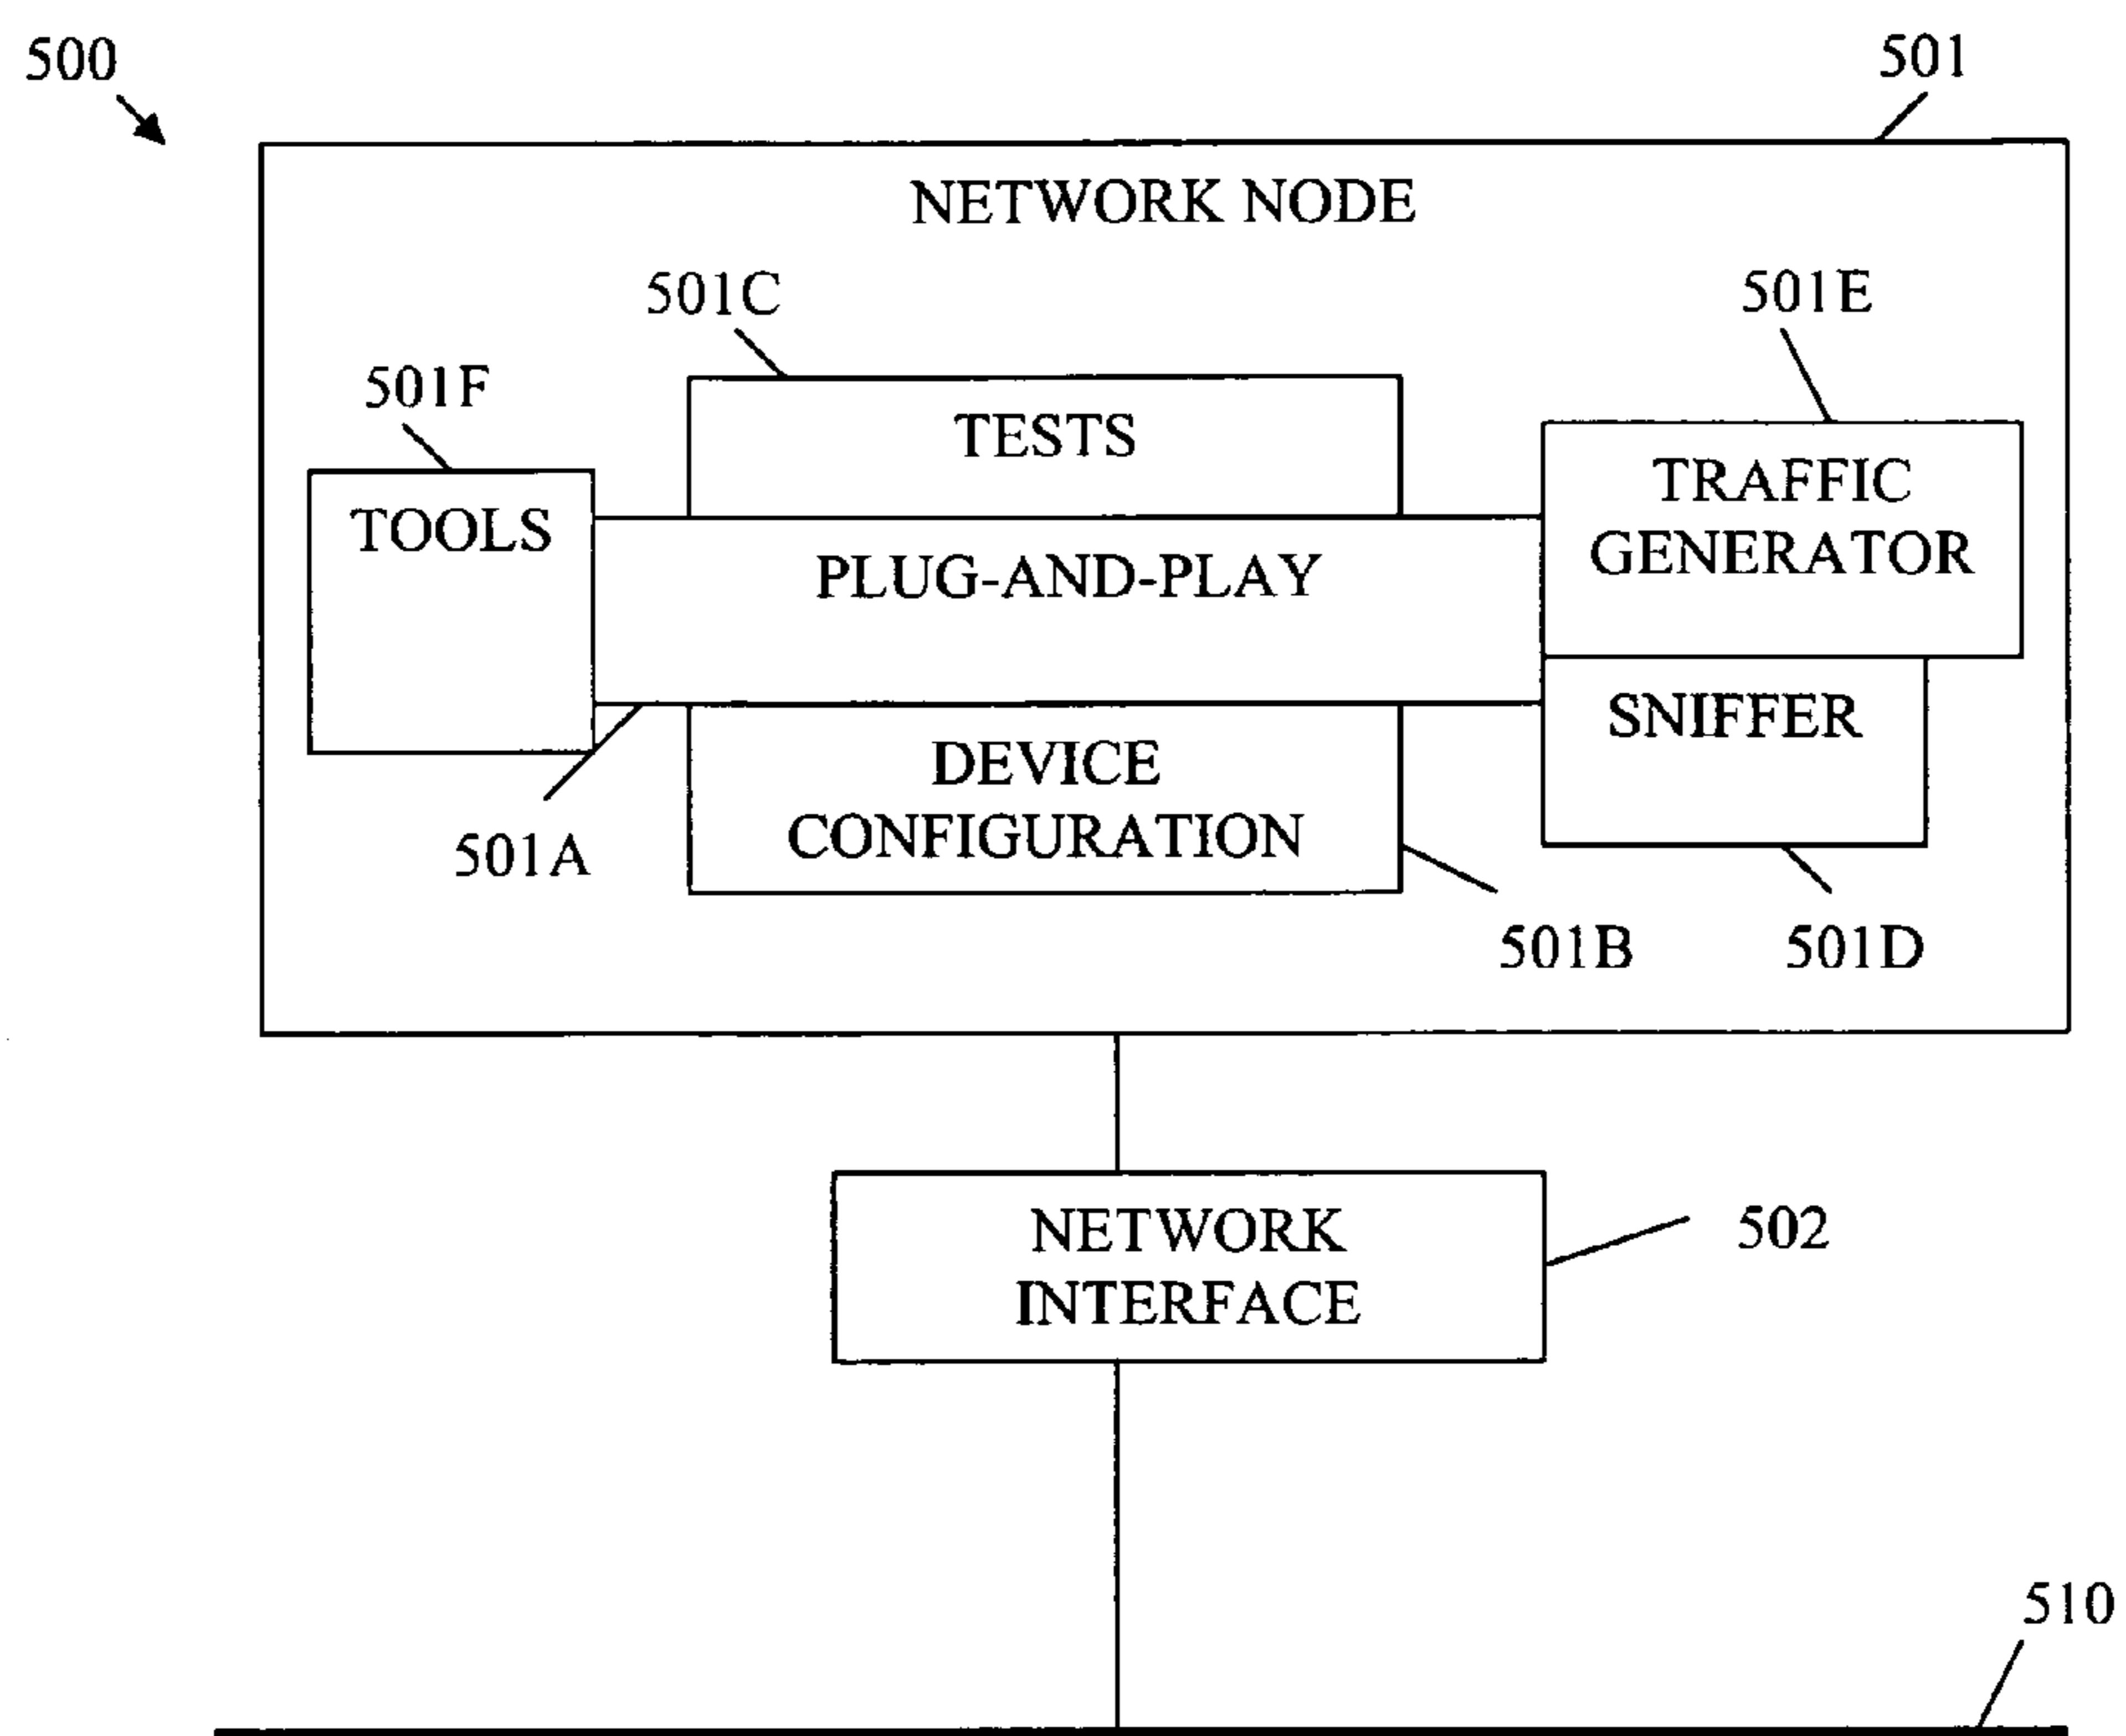 500
501
NETWORK NODE
501C
501E
501F
TESTS
TRAFFIC
GENERATOR
TOOLS
PLUG-AND-PLAY
SNIFFER
DEVICE
CONFIGURATION
501A
501B
501D
NETWORK
INTERFACE
502
510